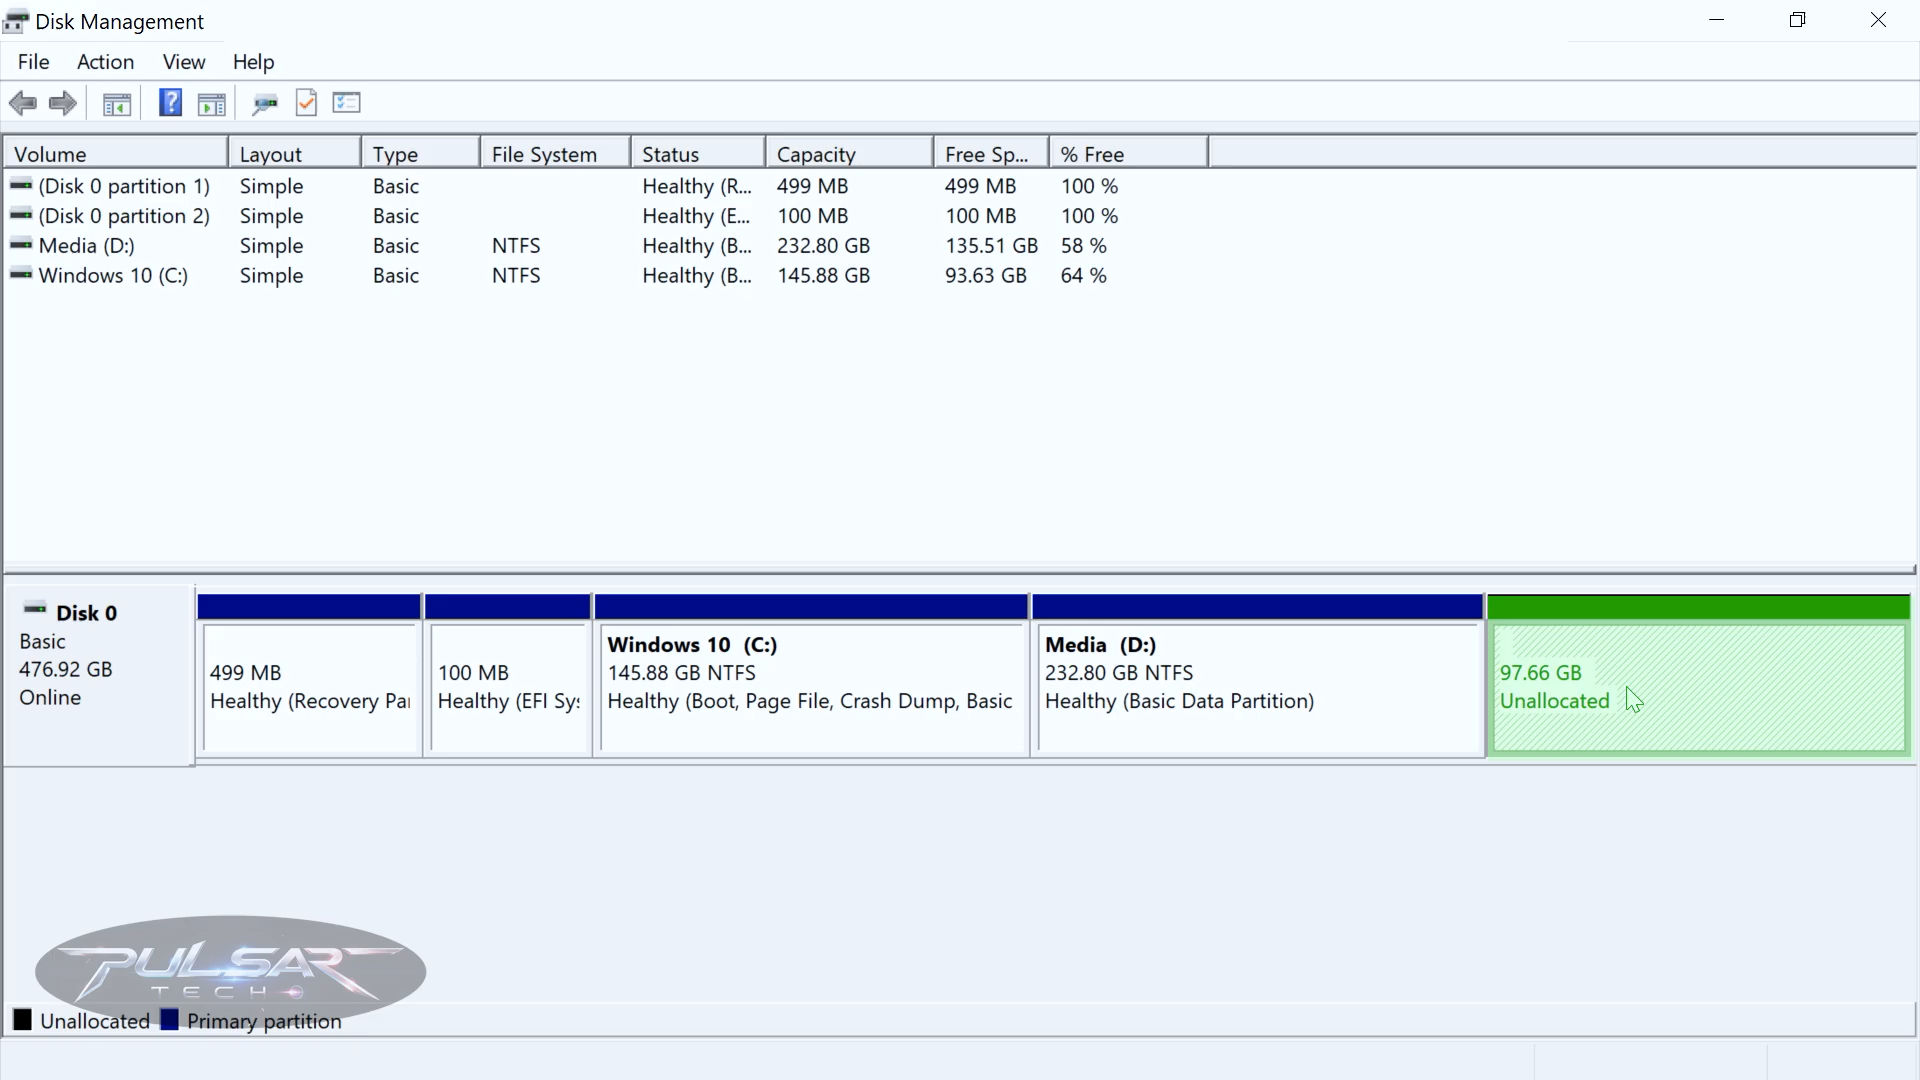 Disk Management
File Action View Help
Volume Layout Type File System Status Capacity Free Sp... % Free
(Disk 0 partition 1) Simple Basic Healthy (R... 499 MB 499 MB 100 %
(Disk 0 partition 2) Simple Basic Healthy (E... 100 MB 100 MB 100 %
Media (D:) Simple Basic NTFS Healthy (B... 232.80 GB 135.51 GB 58 %
Windows 10 (C:) Simple Basic NTFS Healthy (B... 145.88 GB 93.63 GB 64 %
Disk 0
Basic
476.92 GB
Online
499 MB
Healthy (Recovery Par
100 MB
Healthy (EFI Sys
Windows 10 (C:)
145.88 GB NTFS
Healthy (Boot, Page File, Crash Dump, Basic
Media (D:)
232.80 GB NTFS
Healthy (Basic Data Partition)
97.66 GB
Unallocated
PULSAR
TECH
Unallocated Primary partition